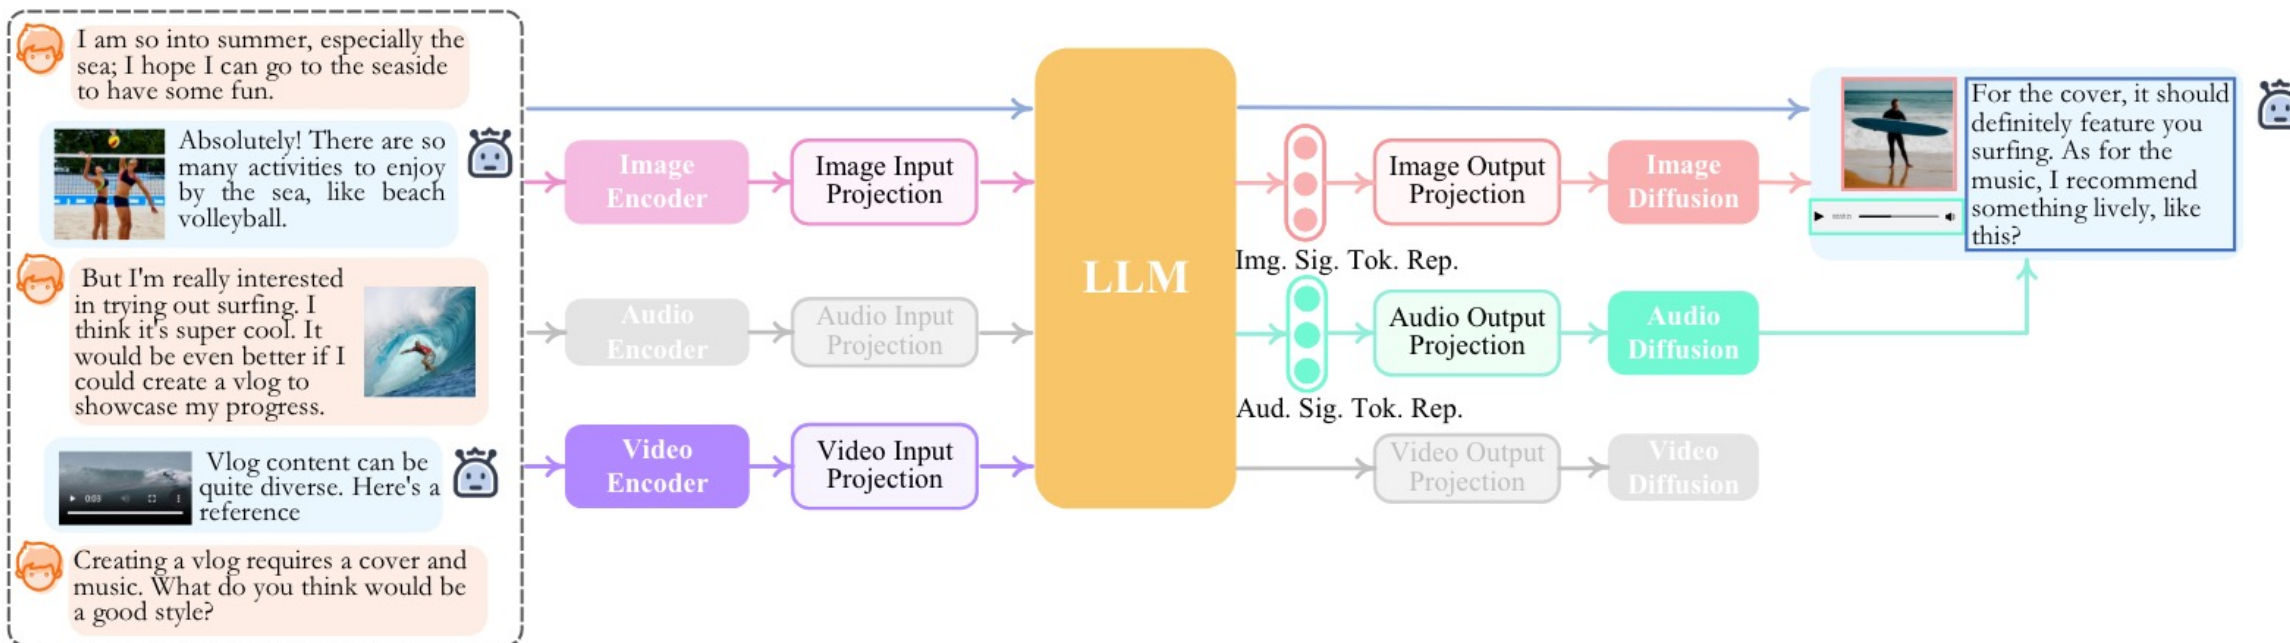 I am so into summer, especially the
sea; I hope I can go to the seaside
to have some fun.
Absolutely! There are so
many activities to enjoy
by the sea, like beach
volleyball.
But I'm really interested
in trying out surfing. I
think it's super cool. It
would be even better if I
could create a vlog to
showcase my progress.
Vlog content can be
quite diverse. Here's a
reference
0:03
Creating a vlog requires a cover and
music. What do you think would be
a good style?
Image
Encoder
Image Input
Projection
Audio
Encoder
Audio Input
Projection
Video
Encoder
Video Input
Projection
LLM
Img. Sig. Tok. Rep.
Image Output
Projection
Image
Diffusion
Aud. Sig. Tok. Rep.
Audio Output
Projection
Audio
Diffusion
Video Output
Projection
Video
Diffusion
For the cover, it should
definitely feature you
surfing. As for the
music, I recommend
something lively, like
this?